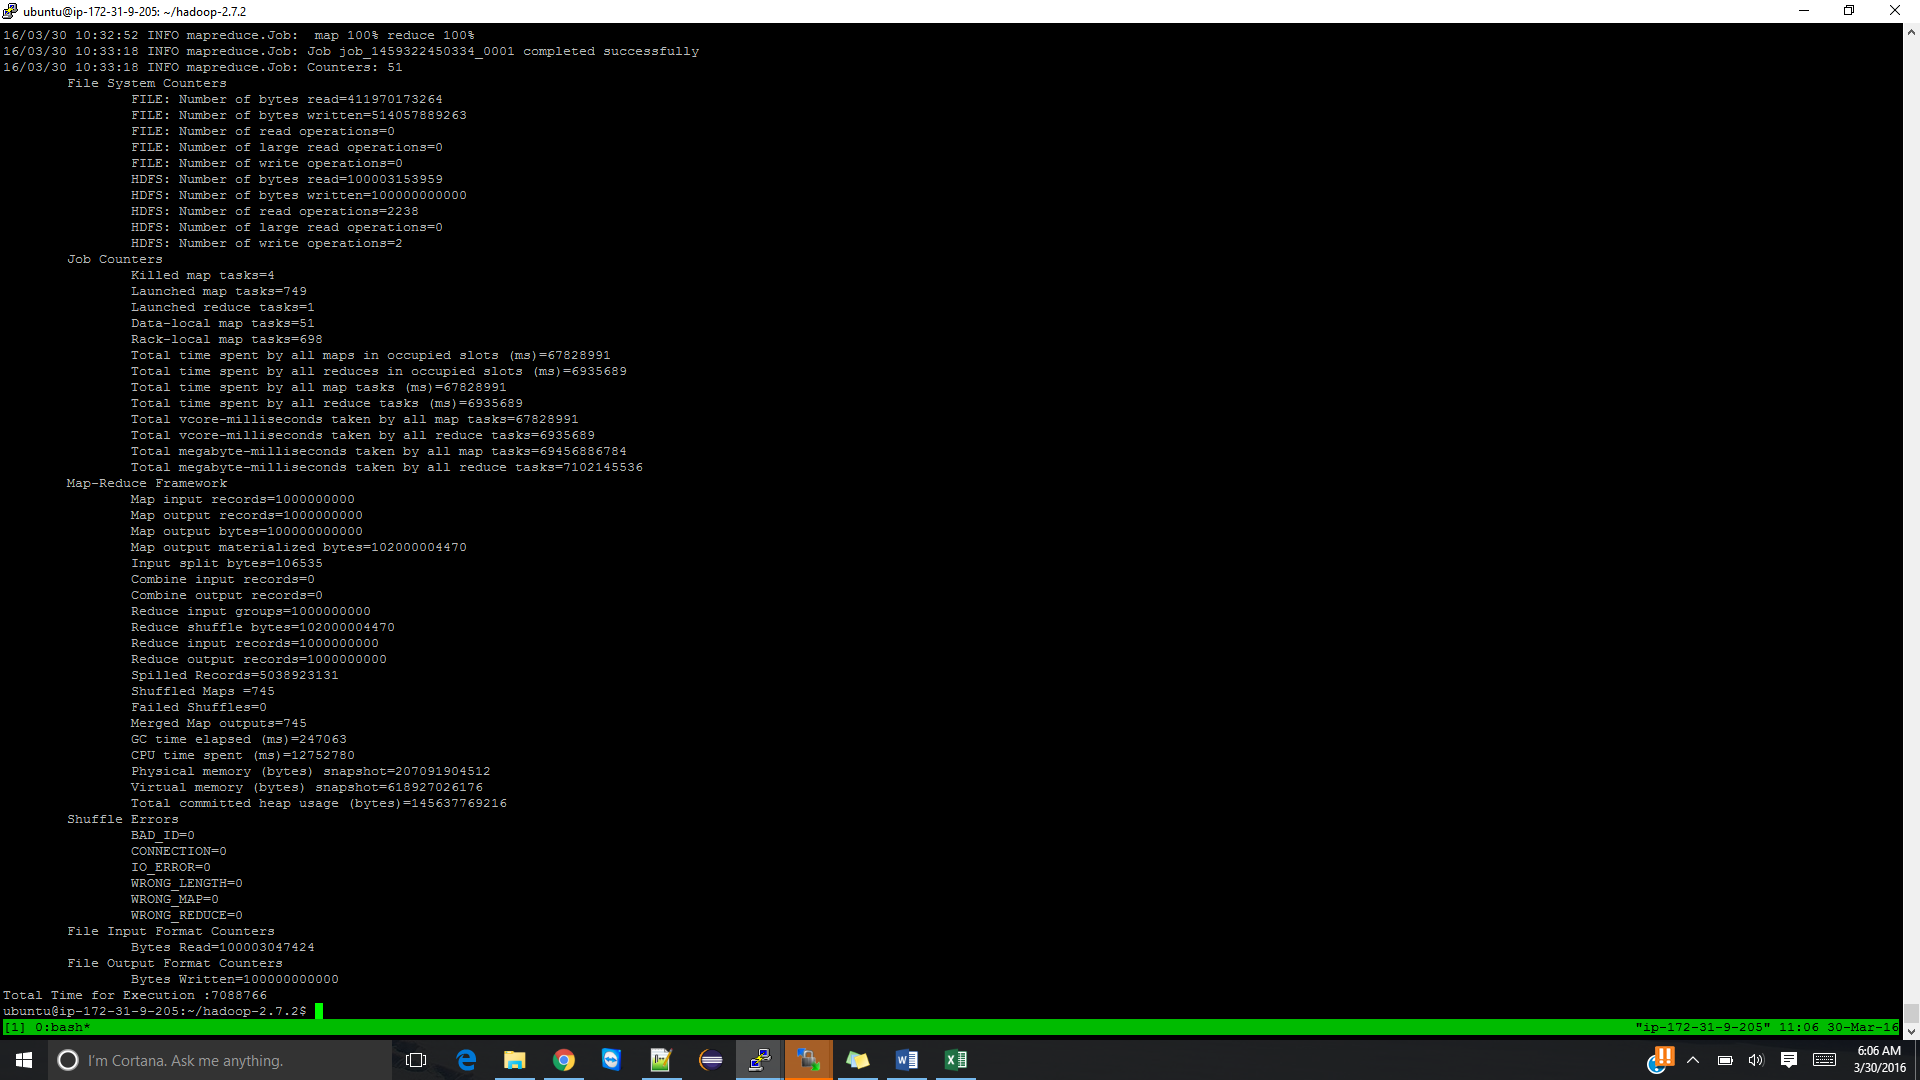 ubuntu@ip-172-31-9-205: ~/hadoop-2.7.2
16/03/30 10:32:52 INFO mapreduce.Job:  map 100% reduce 100%
16/03/30 10:33:18 INFO mapreduce.Job: Job job_1459322450334_0001 completed successfully
16/03/30 10:33:18 INFO mapreduce.Job: Counters: 51
File System Counters
FILE: Number of bytes read=411970173264
FILE: Number of bytes written=514057889263
FILE: Number of read operations=0
FILE: Number of large read operations=0
FILE: Number of write operations=0
HDFS: Number of bytes read=100003153959
HDFS: Number of bytes written=100000000000
HDFS: Number of read operations=2238
HDFS: Number of large read operations=0
HDFS: Number of write operations=2
Job Counters
Killed map tasks=4
Launched map tasks=749
Launched reduce tasks=1
Data-local map tasks=51
Rack-local map tasks=698
Total time spent by all maps in occupied slots (ms)=67828991
Total time spent by all reduces in occupied slots (ms)=6935689
Total time spent by all map tasks (ms)=67828991
Total time spent by all reduce tasks (ms)=6935689
Total vcore-milliseconds taken by all map tasks=67828991
Total vcore-milliseconds taken by all reduce tasks=6935689
Total megabyte-milliseconds taken by all map tasks=69456886784
Total megabyte-milliseconds taken by all reduce tasks=7102145536
Map-Reduce Framework
Map input records=1000000000
Map output records=1000000000
Map output bytes=100000000000
Map output materialized bytes=102000004470
Input split bytes=106535
Combine input records=0
Combine output records=0
Reduce input groups=1000000000
Reduce shuffle bytes=102000004470
Reduce input records=1000000000
Reduce output records=1000000000
Spilled Records=5038923131
Shuffled Maps =745
Failed Shuffles=0
Merged Map outputs=745
GC time elapsed (ms)=247063
CPU time spent (ms)=12752780
Physical memory (bytes) snapshot=207091904512
Virtual memory (bytes) snapshot=618927026176
Total committed heap usage (bytes)=145637769216
Shuffle Errors
BAD_ID=0
CONNECTION=0
IO_ERROR=0
WRONG_LENGTH=0
WRONG_MAP=0
WRONG_REDUCE=0
File Input Format Counters
Bytes Read=100003047424
File Output Format Counters
Bytes Written=100000000000
Total Time for Execution :7088766
ubuntu@ip-172-31-9-205:~/hadoop-2.7.2$
[1] 0:bash* "ip-172-31-9-205" 11:06 30-Mar-16
I'm Cortana. Ask me anything.
6:06 AM
3/30/2016